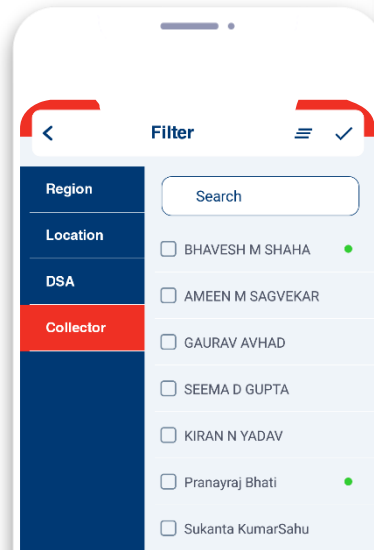 Filter
Region
Location
DSA
Collector
Search
BHAVESH M SHAHA
AMEEN M SAGVEKAR
GAURAV AVHAD
SEEMA D GUPTA
KIRAN N YADAV
Pranayraj Bhati
Sukanta KumarSahu